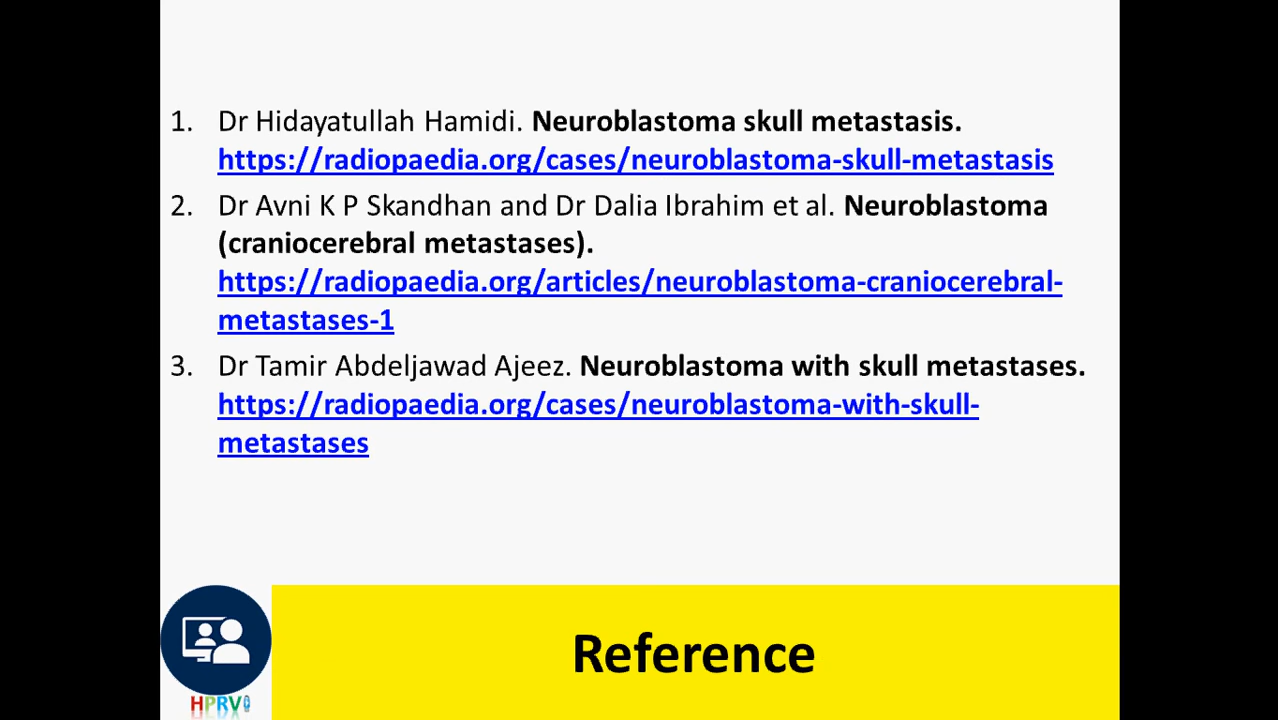 1. Dr Hidayatullah Hamidi. Neuroblastoma skull metastasis.
https://radiopaedia.org/cases/neuroblastoma-skull-metastasis
2. Dr Avni K P Skandhan and Dr Dalia Ibrahim et al. Neuroblastoma
(craniocerebral metastases).
https://radiopaedia.org/articles/neuroblastoma-craniocerebral-
metastases-1
3. Dr Tamir Abdeljawad Ajeez. Neuroblastoma with skull metastases.
https://radiopaedia.org/cases/neuroblastoma-with-skull-
metastases
Reference
HPRV